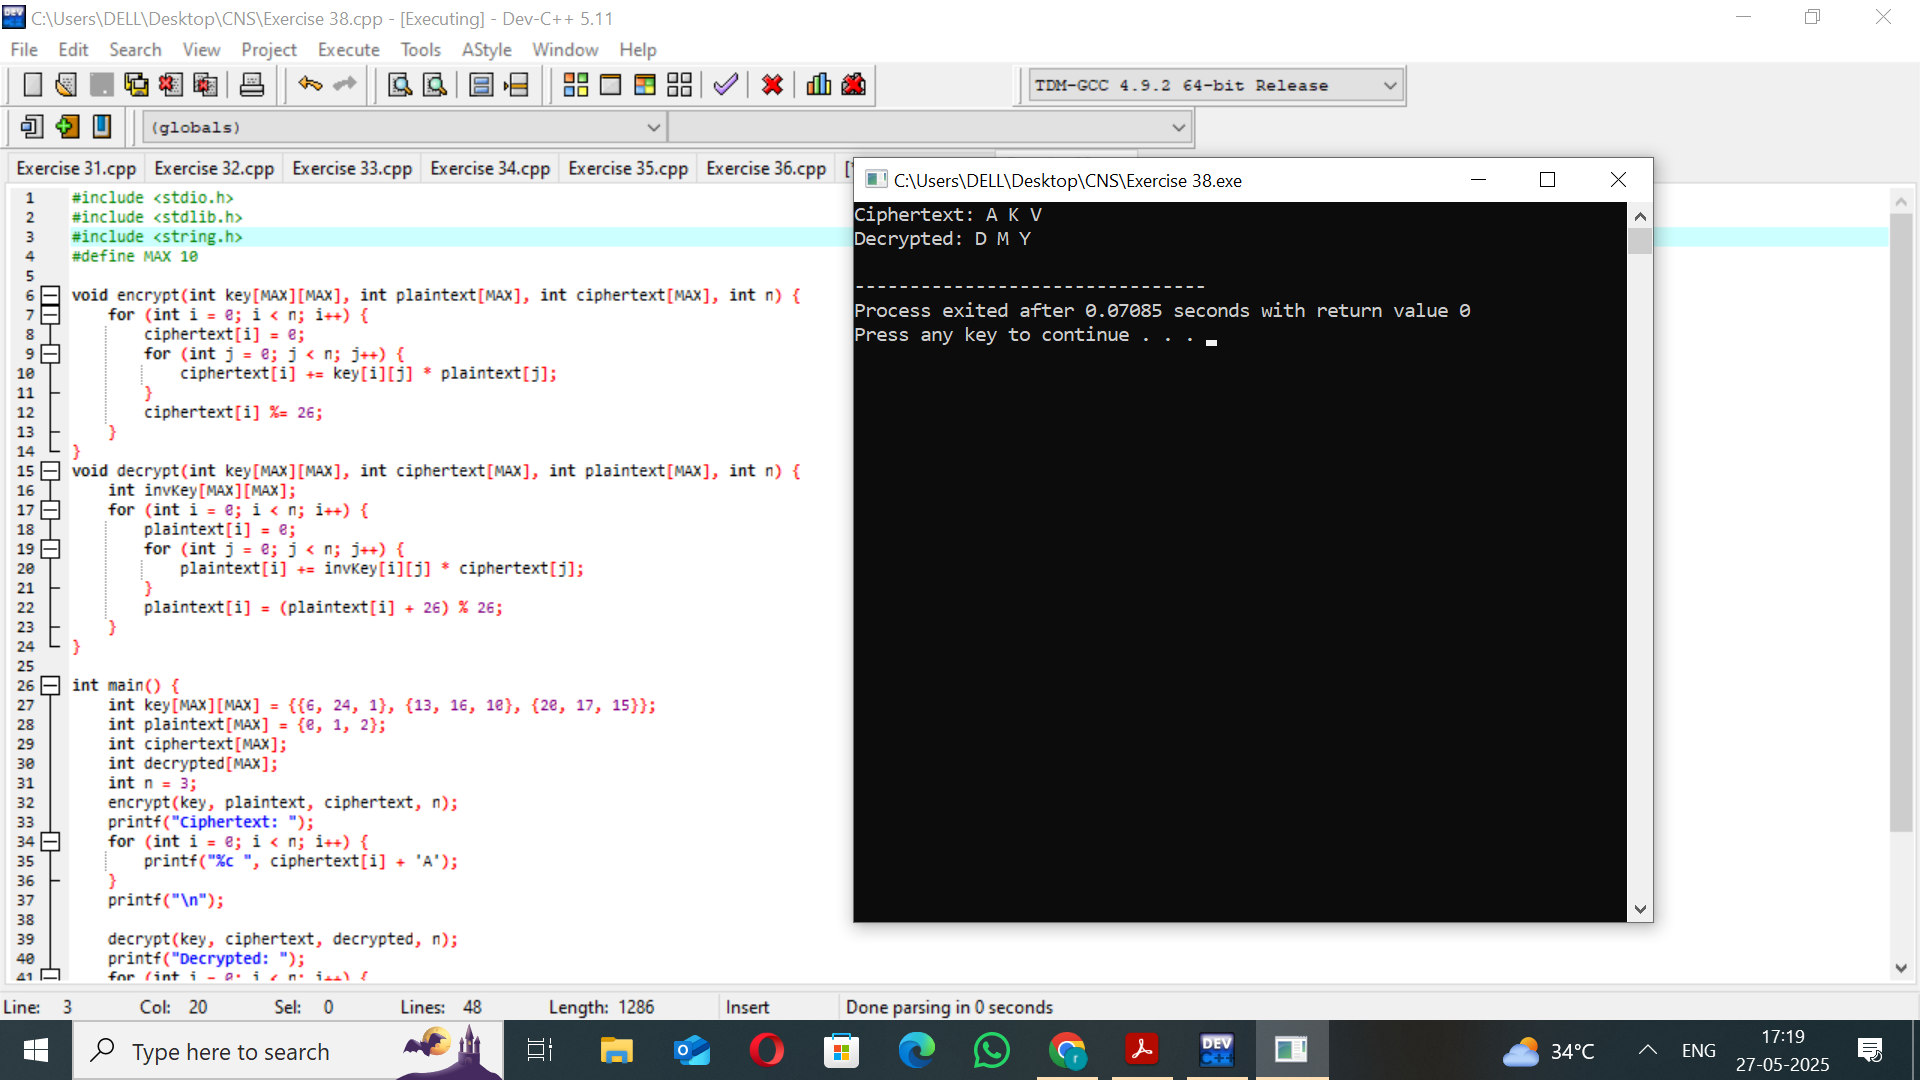 C:\Users\DELL\Desktop\CNS\Exercise 38.cpp - [Executing] - Dev-C++ 5.11
File Edit Search View Project Execute Tools AStyle Window Help
TDM-GCC 4.9.2 64-bit Release
(globals)
Exercise 31.cpp Exercise 32.cpp Exercise 33.cpp Exercise 34.cpp Exercise 35.cpp Exercise 36.cpp
1 #include <stdio.h>
2 #include <stdlib.h>
3 #include <string.h>
4 #define MAX 10
5
6 void encrypt(int key[MAX][MAX], int plaintext[MAX], int ciphertext[MAX], int n) {
7 for (int i = 0; i < n; i++) {
8 ciphertext[i] = 0;
9 for (int j = 0; j < n; j++) {
10 ciphertext[i] += key[i][j] * plaintext[j];
11 }
12 ciphertext[i] %= 26;
13 }
14 }
15 void decrypt(int key[MAX][MAX], int ciphertext[MAX], int plaintext[MAX], int n) {
16 int invKey[MAX][MAX];
17 for (int i = 0; i < n; i++) {
18 plaintext[i] = 0;
19 for (int j = 0; j < n; j++) {
20 plaintext[i] += invKey[i][j] * ciphertext[j];
21 }
22 plaintext[i] = (plaintext[i] + 26) % 26;
23 }
24 }
25
26 int main() {
27 int key[MAX][MAX] = {{6, 24, 1}, {13, 16, 10}, {20, 17, 15}};
28 int plaintext[MAX] = {0, 1, 2};
29 int ciphertext[MAX];
30 int decrypted[MAX];
31 int n = 3;
32 encrypt(key, plaintext, ciphertext, n);
33 printf("Ciphertext: ");
34 for (int i = 0; i < n; i++) {
35 printf("%c ", ciphertext[i] + 'A');
36 }
37 printf("\n");
38
39 decrypt(key, ciphertext, decrypted, n);
40 printf("Decrypted: ");
41 for (int i = 0; i < n; i++) {
C:\Users\DELL\Desktop\CNS\Exercise 38.exe
Ciphertext: A K V
Decrypted: D M Y
--------------------------------
Process exited after 0.07085 seconds with return value 0
Press any key to continue . . .
Line: 3 Col: 20 Sel: 0 Lines: 48 Length: 1286 Insert Done parsing in 0 seconds
Type here to search
DEV C++
34°C
ENG
17:19
27-05-2025